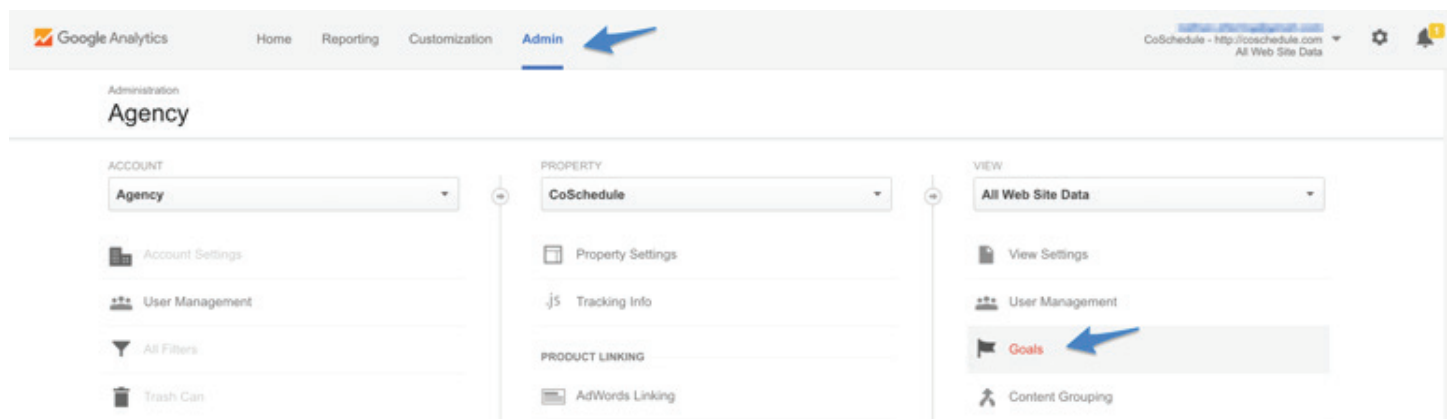 Google Analytics
Home
Reporting
Customization
Admin
CoSchedule - http://coschedule.com
All Web Site Data
1
Administration
Agency
ACCOUNT
Agency
Account Settings
User Management
All Filters
Trash Can
PROPERTY
CoSchedule
Property Settings
.js Tracking Info
PRODUCT LINKING
AdWords Linking
VIEW
All Web Site Data
View Settings
User Management
Goals
Content Grouping